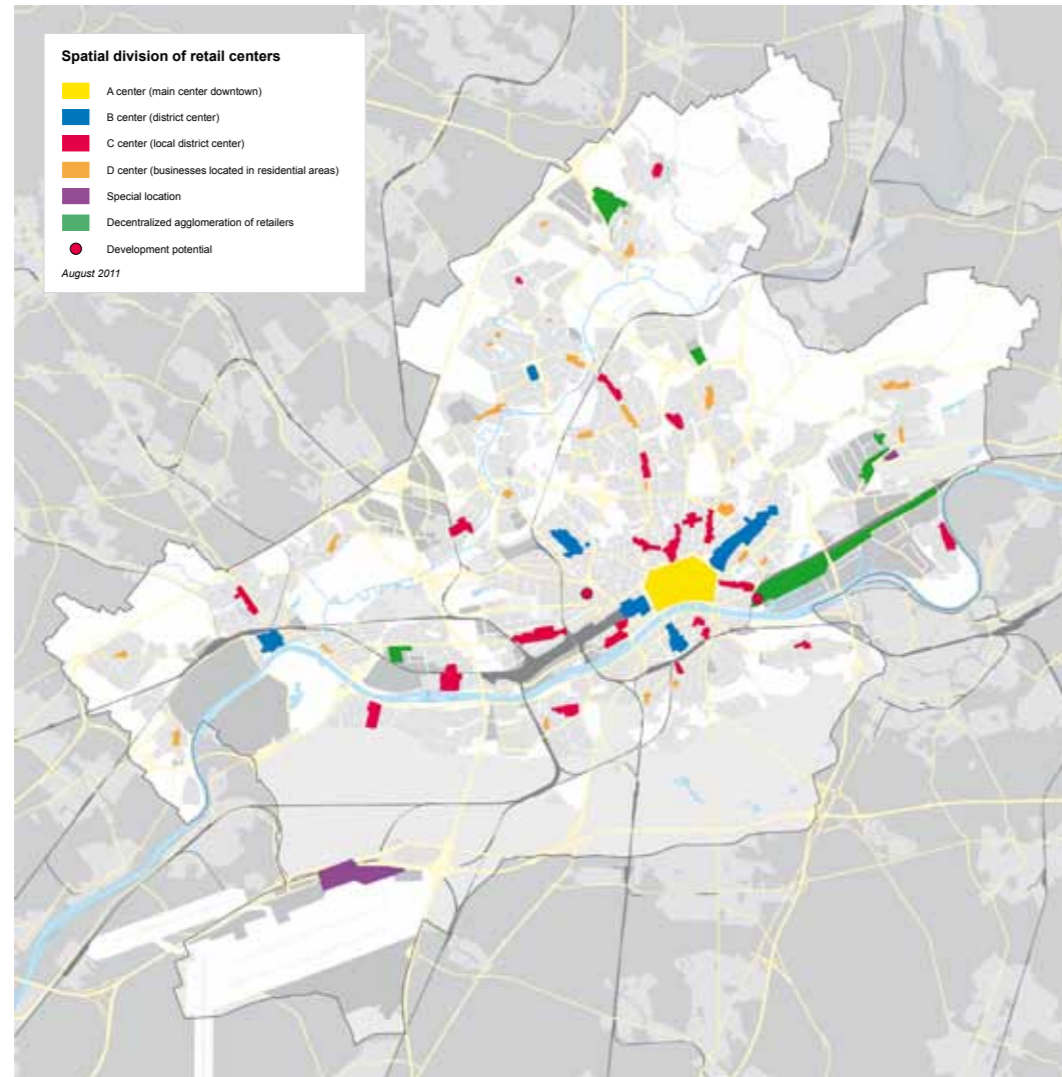 Spatial division of retail centers
A center (main center downtown)
B center (district center)
C center (local district center)
D center (businesses located in residential areas)
Special location
Decentralized agglomeration of retailers
Development potential
August 2011